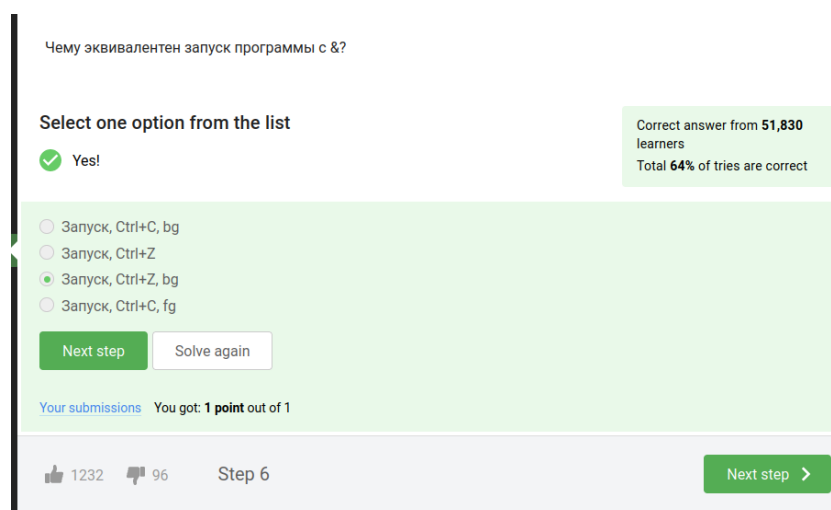 Чему эквивалентен запуск программы с &?
Select one option from the list
Yes!
Correct answer from 51,830
learners
Total 64% of tries are correct
Запуск, Ctrl+C, bg
Запуск, Ctrl+Z
Запуск, Ctrl+Z, bg
Запуск, Ctrl+C, fg
Next step
Solve again
Your submissions You got: 1 point out of 1
1232 96 Step 6
Next step